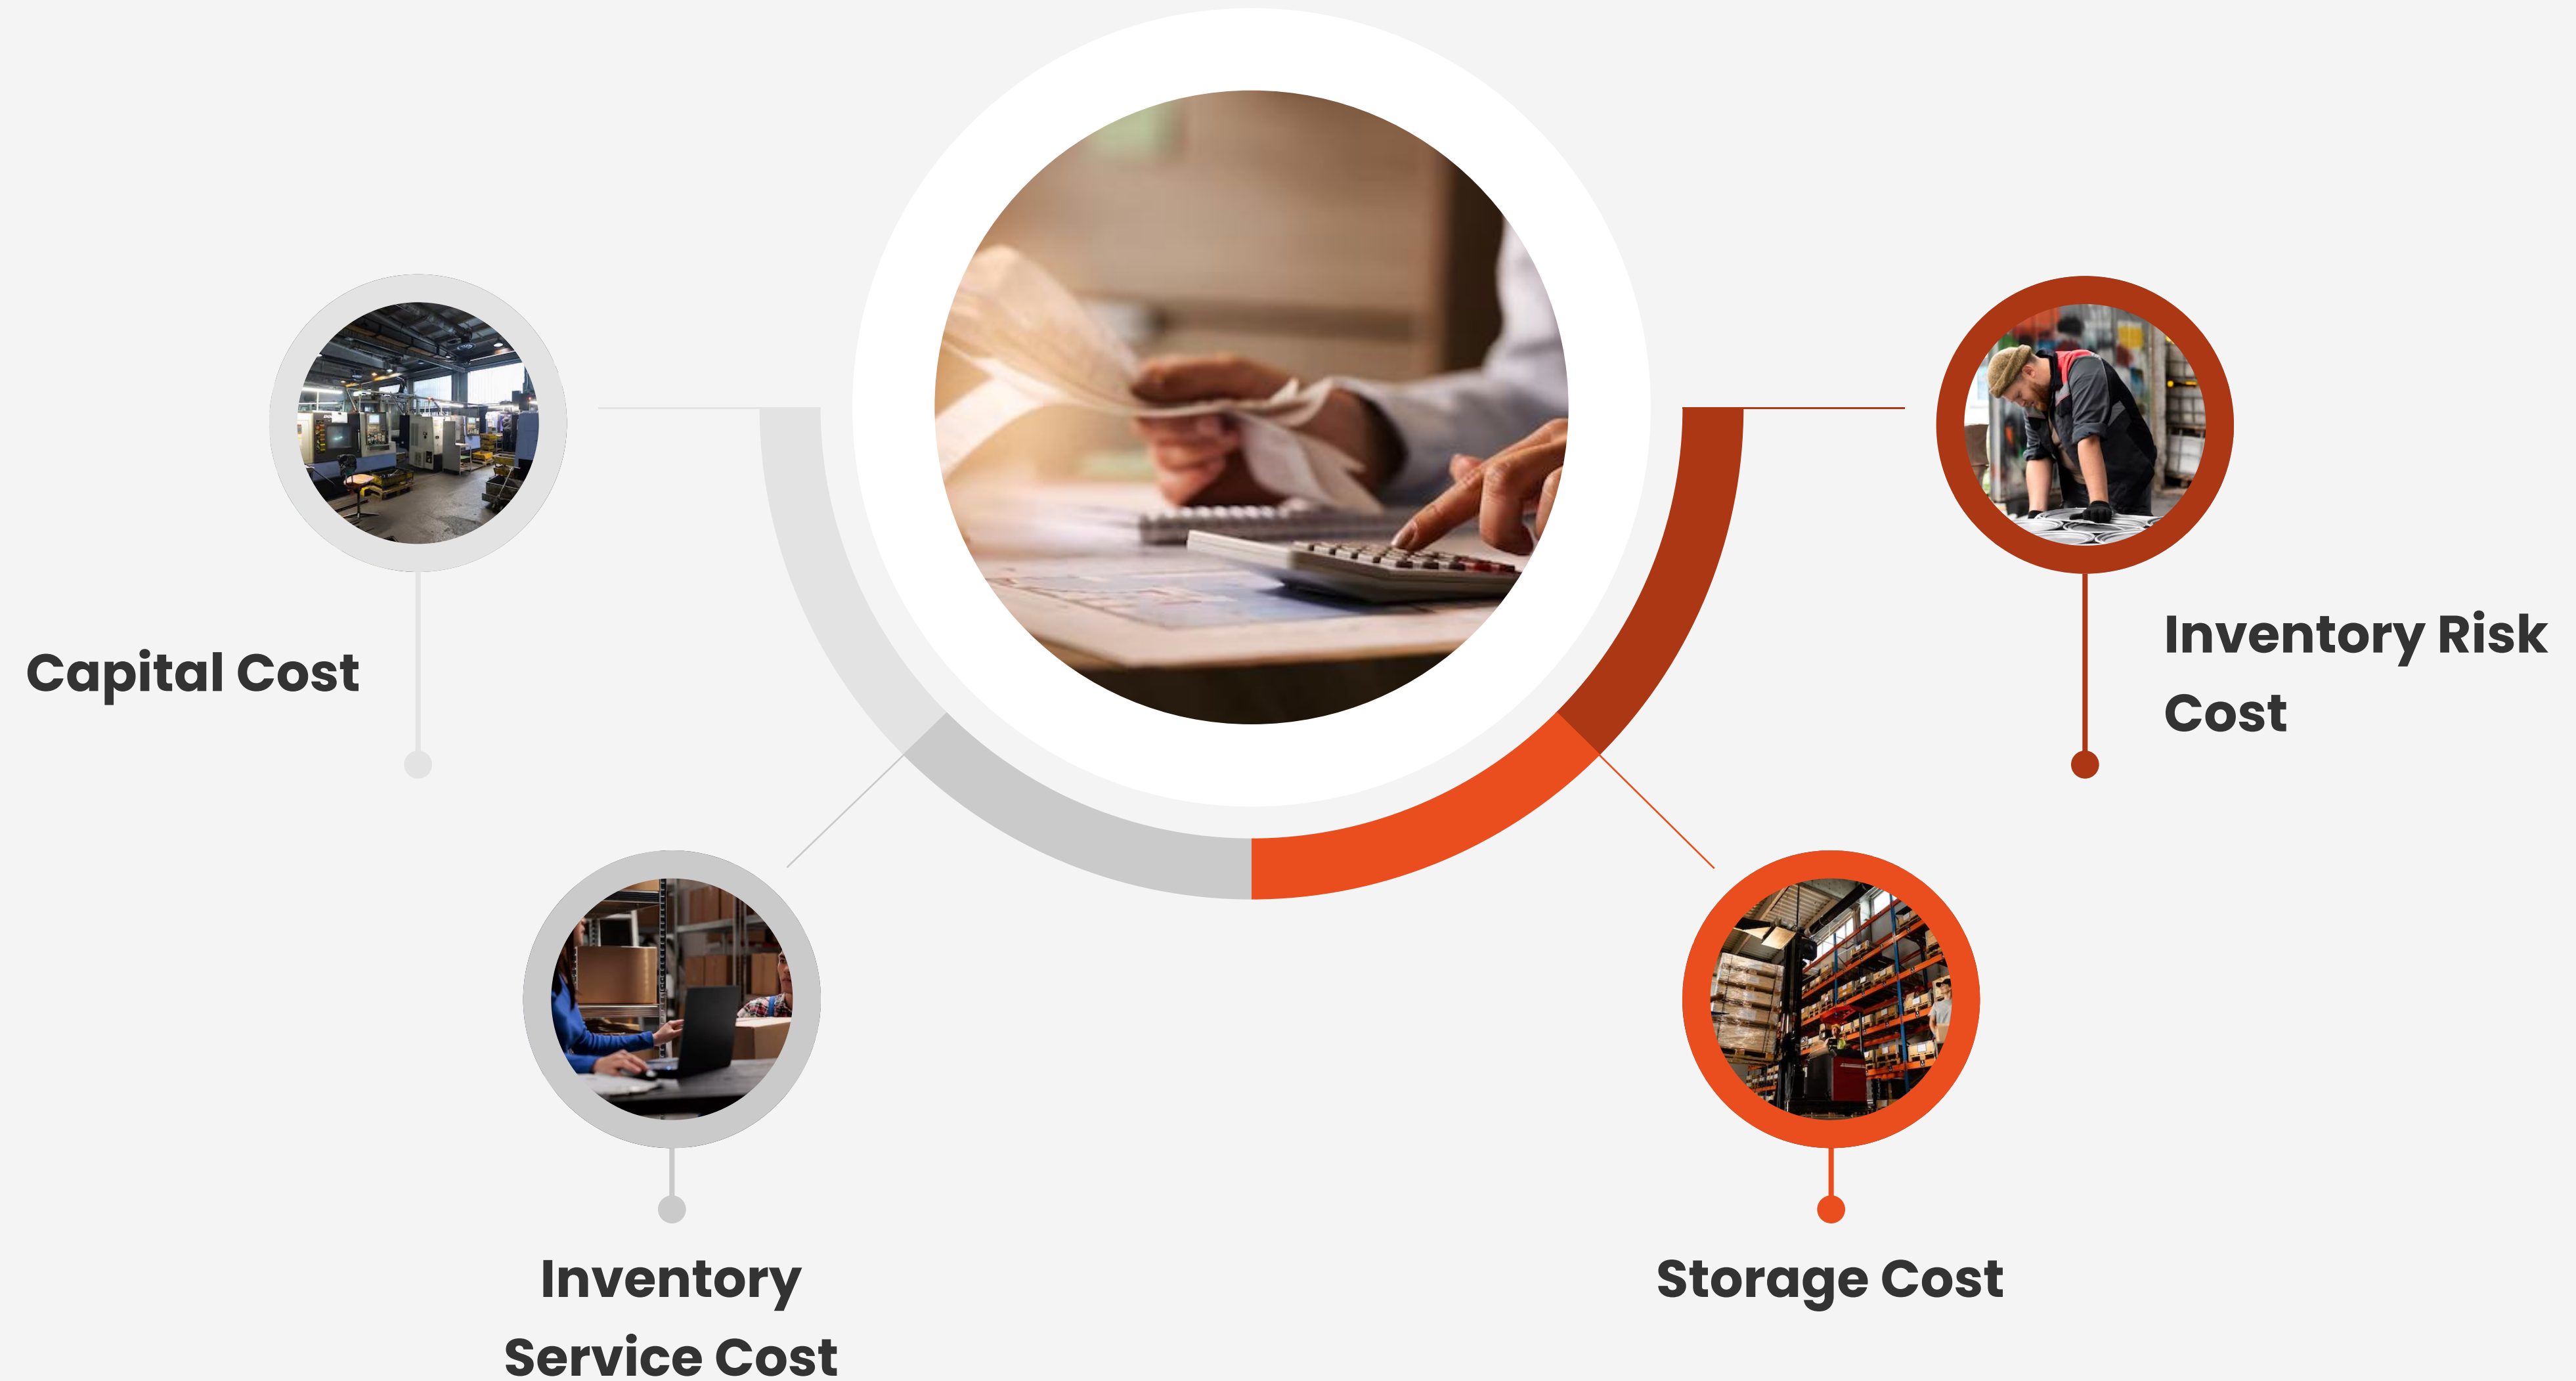 Capital Cost
Inventory
Service Cost
Storage Cost
Inventory Risk
Cost